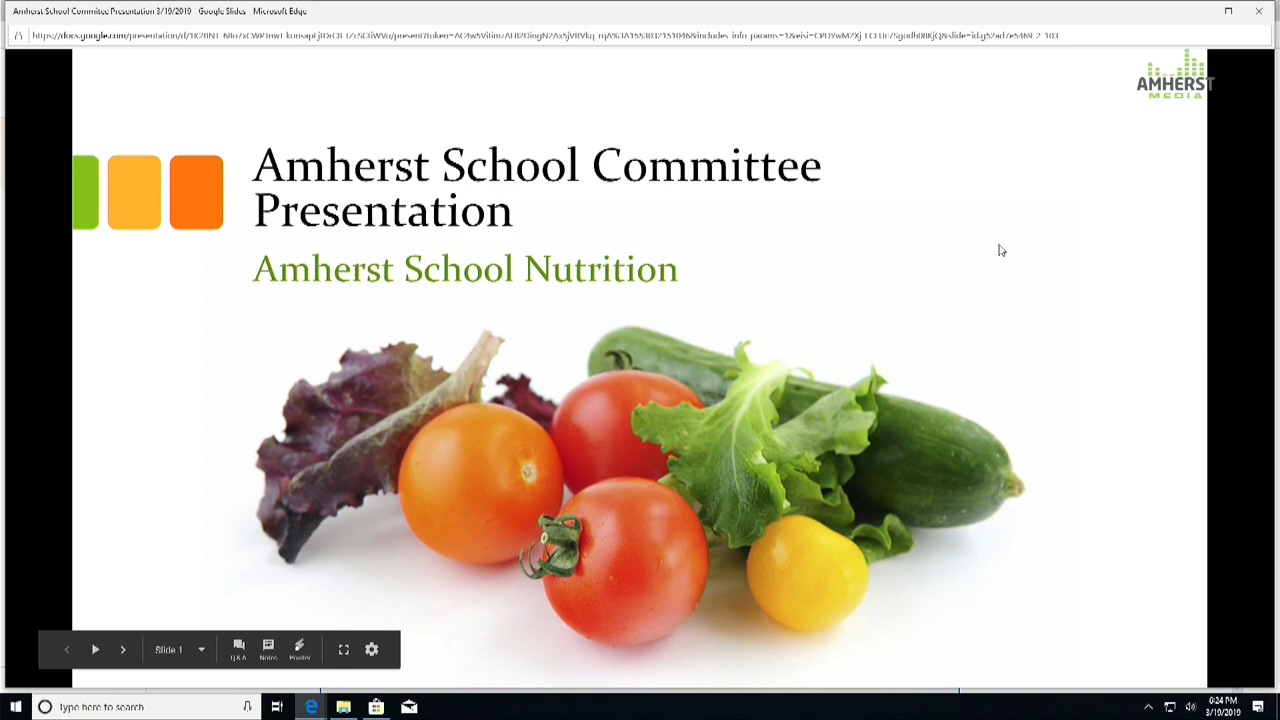 Amherst School Committee Presentation 3/19/2019 - Google Slides - Microsoft Edge
AMHERST
MEDIA
Amherst School Committee
Presentation
Amherst School Nutrition
Slide 1
Q & A
Notes
Pointer
Type here to search
6:24 PM
3/19/2019